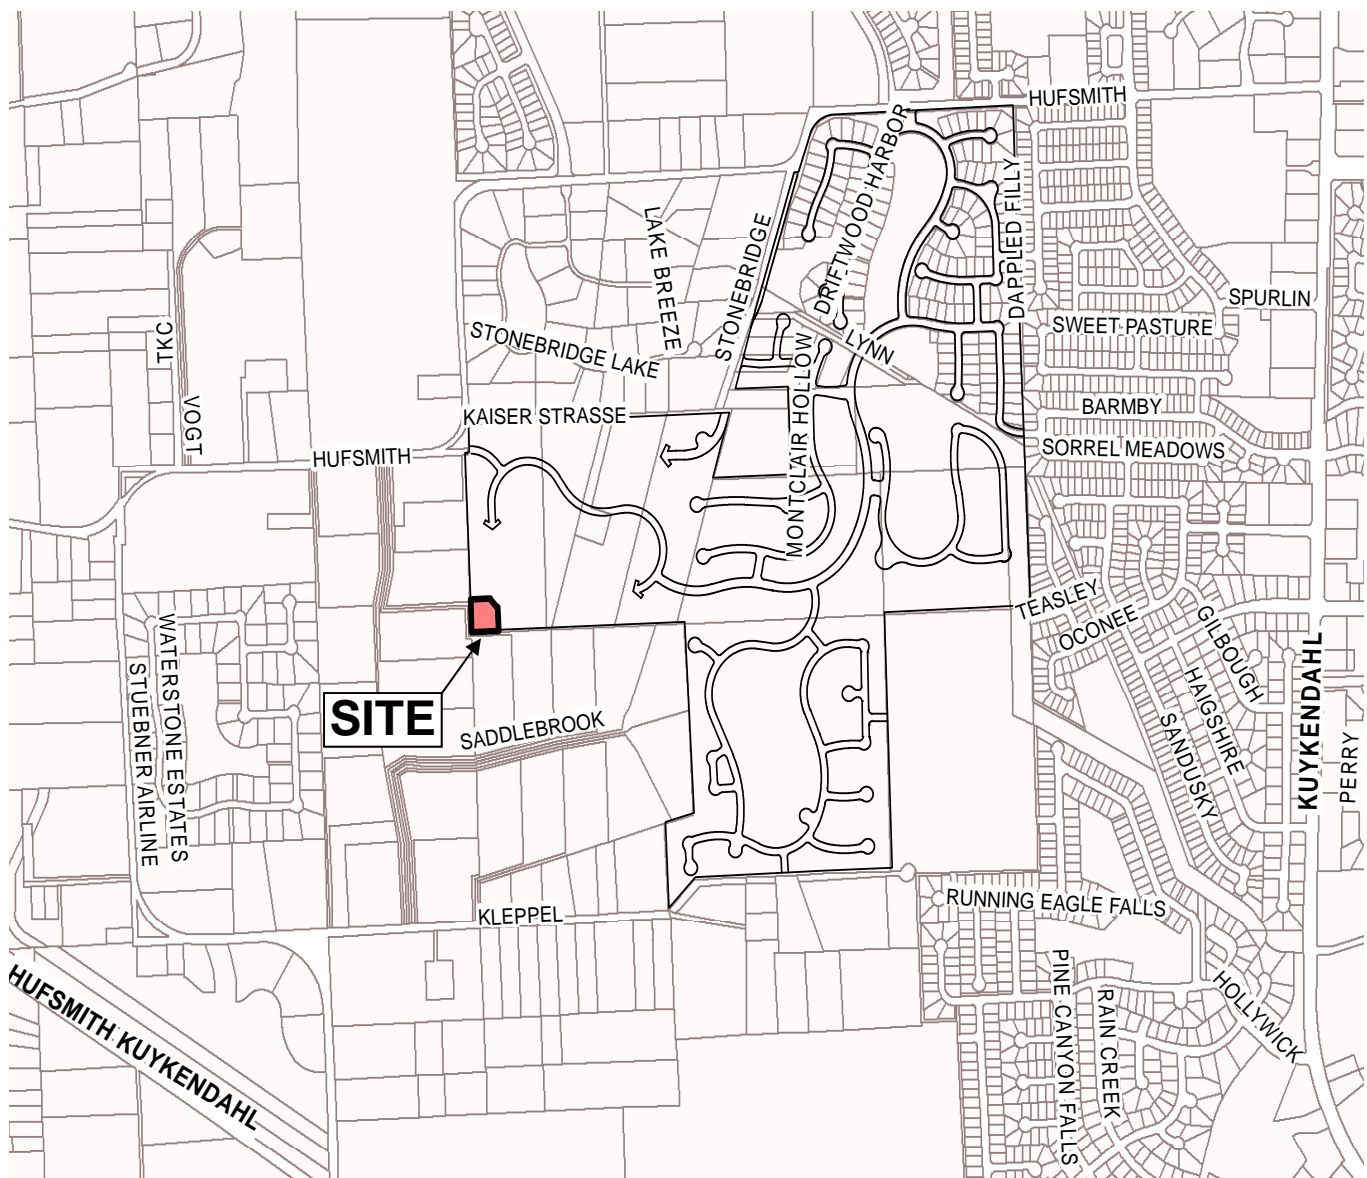 HUFSMITH
DRIFTWOOD HARBOR
DAPPLED FILLY
LAKE BREEZE
STONEBRIDGE
SPURLIN
SWEET PASTURE
TKC
STONEBRIDGE LAKE
LYNN
MONTCLAIR HOLLOW
VOGT
KAISER STRASSE
BARMBY
SORREL MEADOWS
HUFSMITH
TEASLEY
OCONEE
GILBOUGH
WATERSTONE ESTATES
STUEBNER AIRLINE
KUYKENDAHL
HAIGSHIRE
SANDUSKY
PERRY
SITE
SADDLEBROOK
KLEPPEL
RUNNING EAGLE FALLS
PINE CANYON FALLS
RAIN CREEK
HOLLYWICK
HUFSMITH KUYKENDAHL